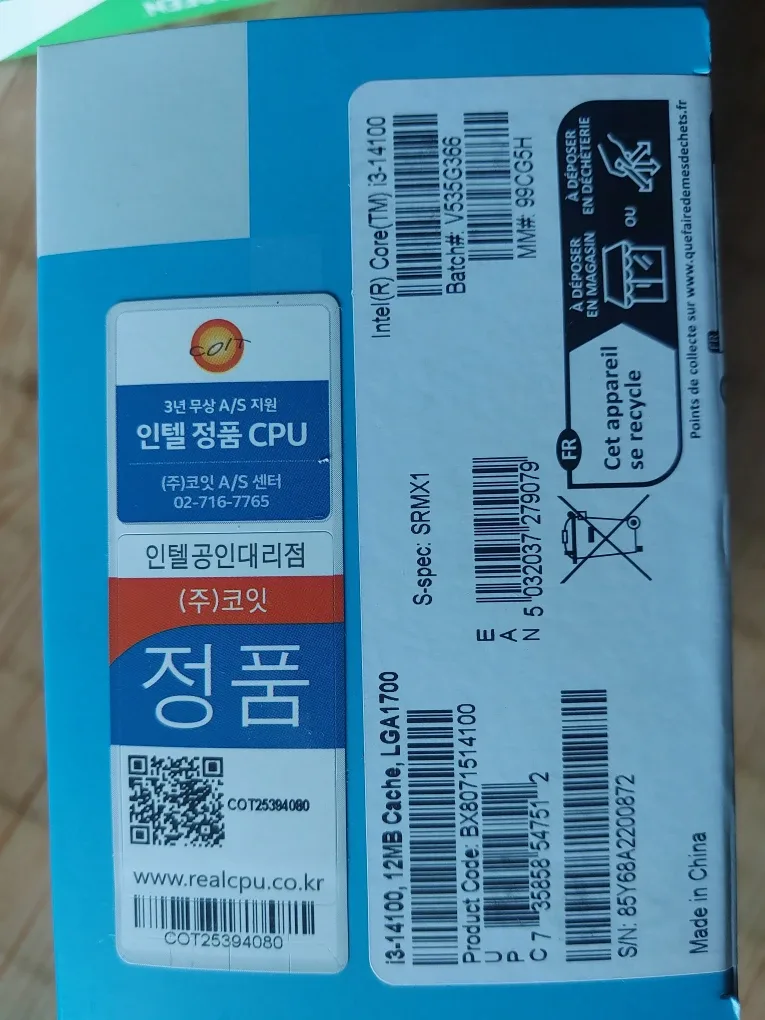 COIT
3년 무상 A/S 지원
인텔 정품 CPU
(주)코잇 A/S 센터
02-716-7765
인텔공인대리점
(주)코잇
정품
COT25394080
www.realcpu.co.kr
COT25394080
i3-14100, 12MB Cache, LGA1700
Product Code: BX8071514100
UPC 7 35858 54751 2
S/N: 85Y68A2200872
Made in China
S-spec: SRMX1
EAN 5 032037 279079
Intel(R) Core(TM) i3-14100
Batch#: V535G366
MM#: 99CG5H
FR
Cet appareil
se recycle
À DÉPOSER
EN MAGASIN
OU
À DÉPOSER
EN DÉCHÈTERIE
Points de collecte sur www.quefairedemesdechets.fr
FR